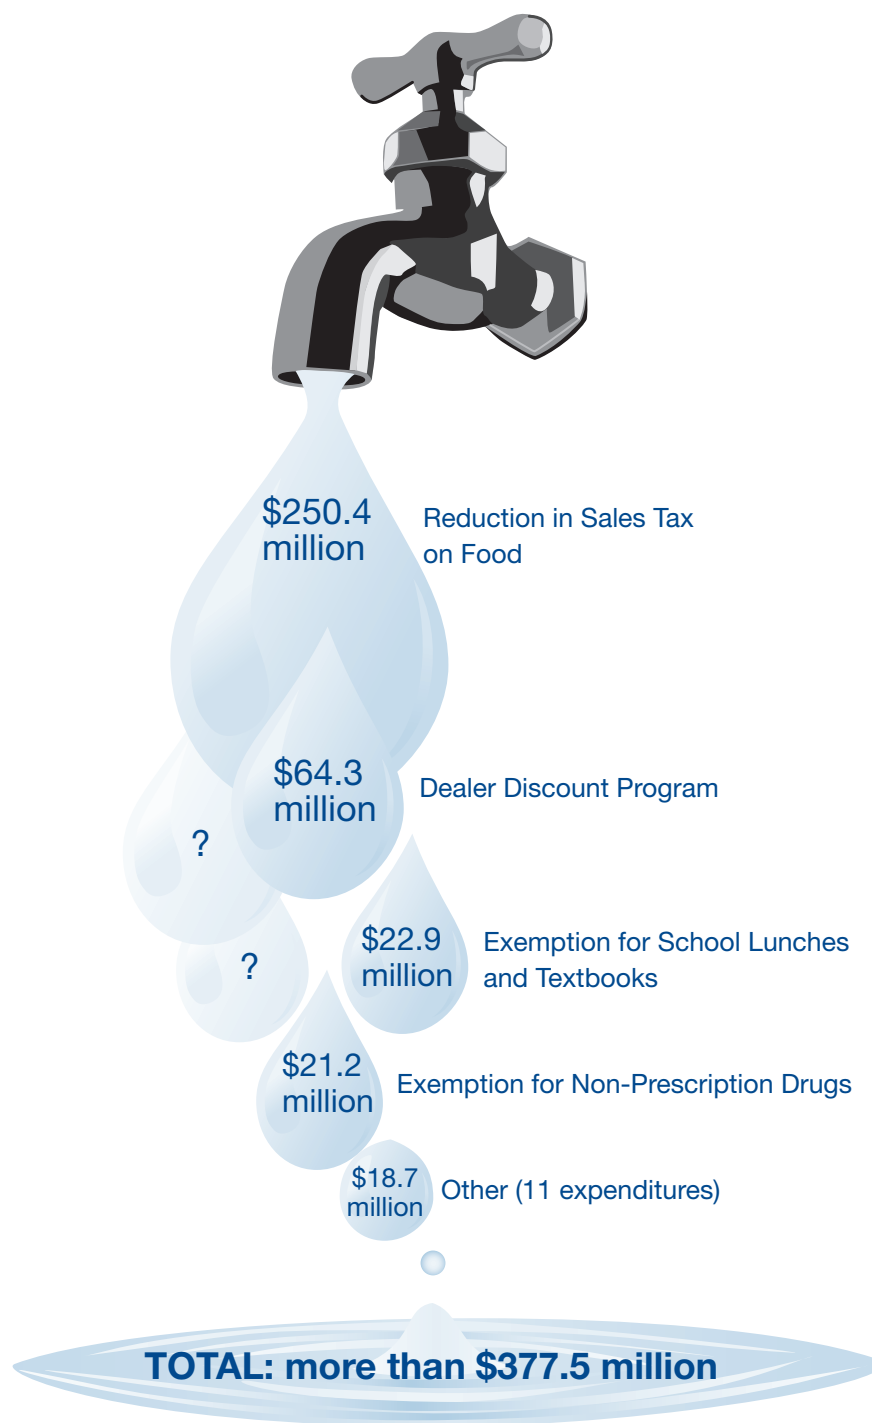 $250.4
million
Reduction in Sales Tax
on Food
$64.3
million
Dealer Discount Program
?
$22.9
million
Exemption for School Lunches
and Textbooks
?
$21.2
million
Exemption for Non-Prescription Drugs
$18.7
million
Other (11 expenditures)
TOTAL: more than $377.5 million